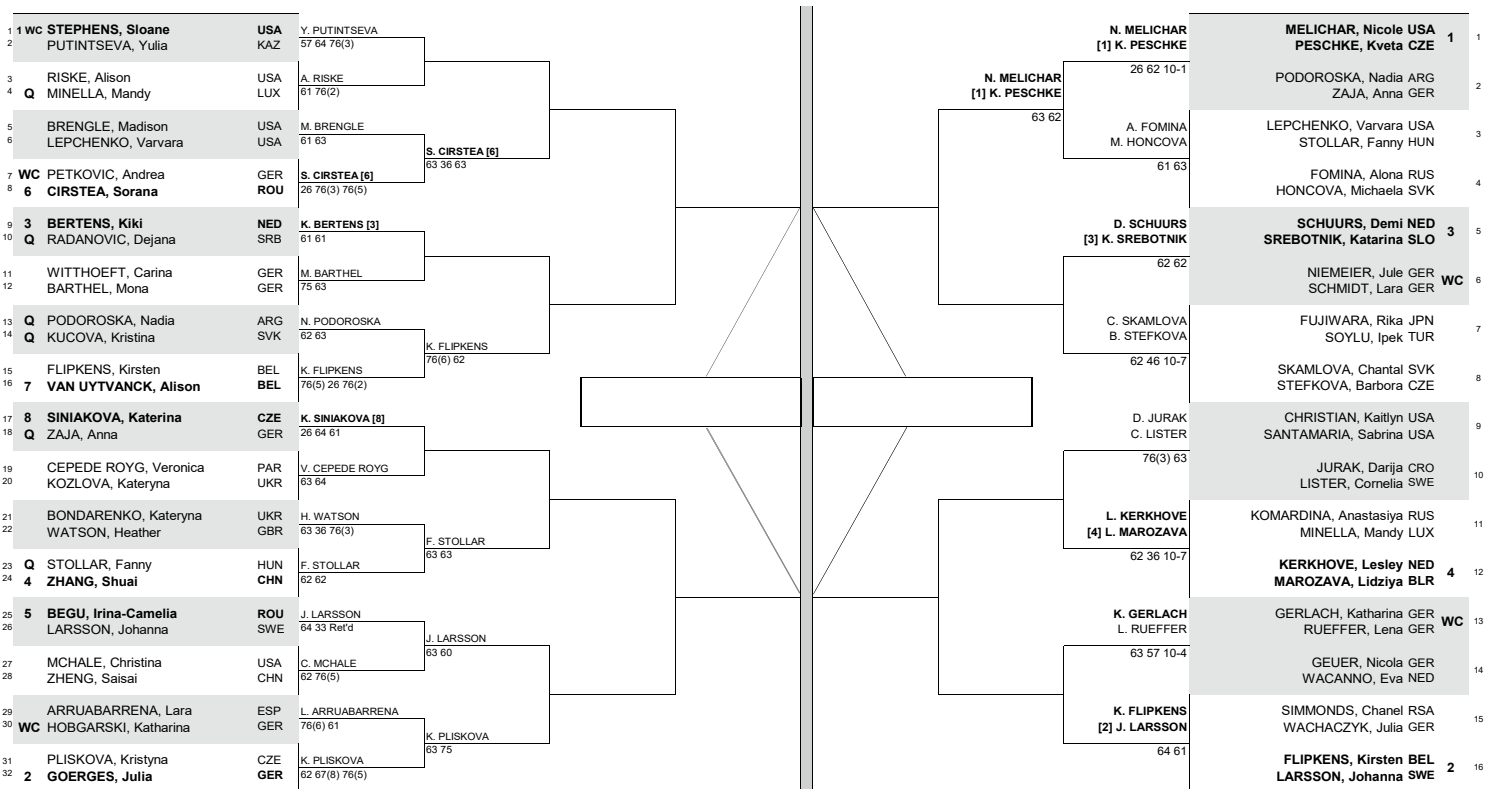 1 1 WC STEPHENS, Sloane USA
2 PUTINTSEVA, Yulia KAZ
3 RISKE, Alison USA
4 Q MINELLA, Mandy LUX
5 BRENGLE, Madison USA
6 LEPCHENKO, Varvara USA
7 WC PETKOVIC, Andrea GER
8 6 CIRSTEA, Sorana ROU
9 3 BERTENS, Kiki NED
10 Q RADANOVIC, Dejana SRB
11 WITTHOEFT, Carina GER
12 BARTHEL, Mona GER
13 Q PODOROSKA, Nadia ARG
14 Q KUCOVA, Kristina SVK
15 FLIPKENS, Kirsten BEL
16 7 VAN UYTVANCK, Alison BEL
17 8 SINIAKOVA, Katerina CZE
18 Q ZAJA, Anna GER
19 CEPEDE ROYG, Veronica PAR
20 KOZLOVA, Kateryna UKR
21 BONDARENKO, Kateryna UKR
22 WATSON, Heather GBR
23 Q STOLLAR, Fanny HUN
24 4 ZHANG, Shuai CHN
25 5 BEGU, Irina-Camelia ROU
26 LARSSON, Johanna SWE
27 MCHALE, Christina USA
28 ZHENG, Saisai CHN
29 ARRUABARRENA, Lara ESP
30 WC HOBGARSKI, Katharina GER
31 PLISKOVA, Kristyna CZE
32 2 GOERGES, Julia GER
Y. PUTINTSEVA
57 64 76(3)
A. RISKE
61 76(2)
M. BRENGLE
61 63
S. CIRSTEA [6]
26 76(3) 76(5)
K. BERTENS [3]
61 61
M. BARTHEL
75 63
N. PODOROSKA
62 63
K. FLIPKENS
76(5) 26 76(2)
K. SINIAKOVA [8]
26 64 61
V. CEPEDE ROYG
63 64
H. WATSON
63 36 76(3)
F. STOLLAR
62 62
J. LARSSON
64 33 Ret'd
C. MCHALE
62 76(5)
L. ARRUABARRENA
76(6) 61
K. PLISKOVA
62 67(8) 76(5)
S. CIRSTEA [6]
63 36 63
K. FLIPKENS
76(6) 62
F. STOLLAR
63 63
J. LARSSON
63 60
K. PLISKOVA
63 75
N. MELICHAR
[1] K. PESCHKE
63 62
N. MELICHAR
[1] K. PESCHKE
26 62 10-1
A. FOMINA
M. HONCOVA
61 63
D. SCHUURS
[3] K. SREBOTNIK
62 62
C. SKAMLOVA
B. STEFKOVA
62 46 10-7
D. JURAK
C. LISTER
76(3) 63
L. KERKHOVE
[4] L. MAROZAVA
62 36 10-7
K. GERLACH
L. RUEFFER
63 57 10-4
K. FLIPKENS
[2] J. LARSSON
64 61
MELICHAR, Nicole USA
PESCHKE, Kveta CZE 1 1
PODOROSKA, Nadia ARG
ZAJA, Anna GER 2
LEPCHENKO, Varvara USA
STOLLAR, Fanny HUN 3
FOMINA, Alona RUS
HONCOVA, Michaela SVK 4
SCHUURS, Demi NED
SREBOTNIK, Katarina SLO 3 5
NIEMEIER, Jule GER
SCHMIDT, Lara GER WC 6
FUJIWARA, Rika JPN
SOYLU, Ipek TUR 7
SKAMLOVA, Chantal SVK
STEFKOVA, Barbora CZE 8
CHRISTIAN, Kaitlyn USA
SANTAMARIA, Sabrina USA 9
JURAK, Darija CRO
LISTER, Cornelia SWE 10
KOMARDINA, Anastasiya RUS
MINELLA, Mandy LUX 11
KERKHOVE, Lesley NED
MAROZAVA, Lidziya BLR 4 12
GERLACH, Katharina GER
RUEFFER, Lena GER WC 13
GEUER, Nicola GER
WACANNO, Eva NED 14
SIMMONDS, Chanel RSA
WACHACZYK, Julia GER 15
FLIPKENS, Kirsten BEL
LARSSON, Johanna SWE 2 16